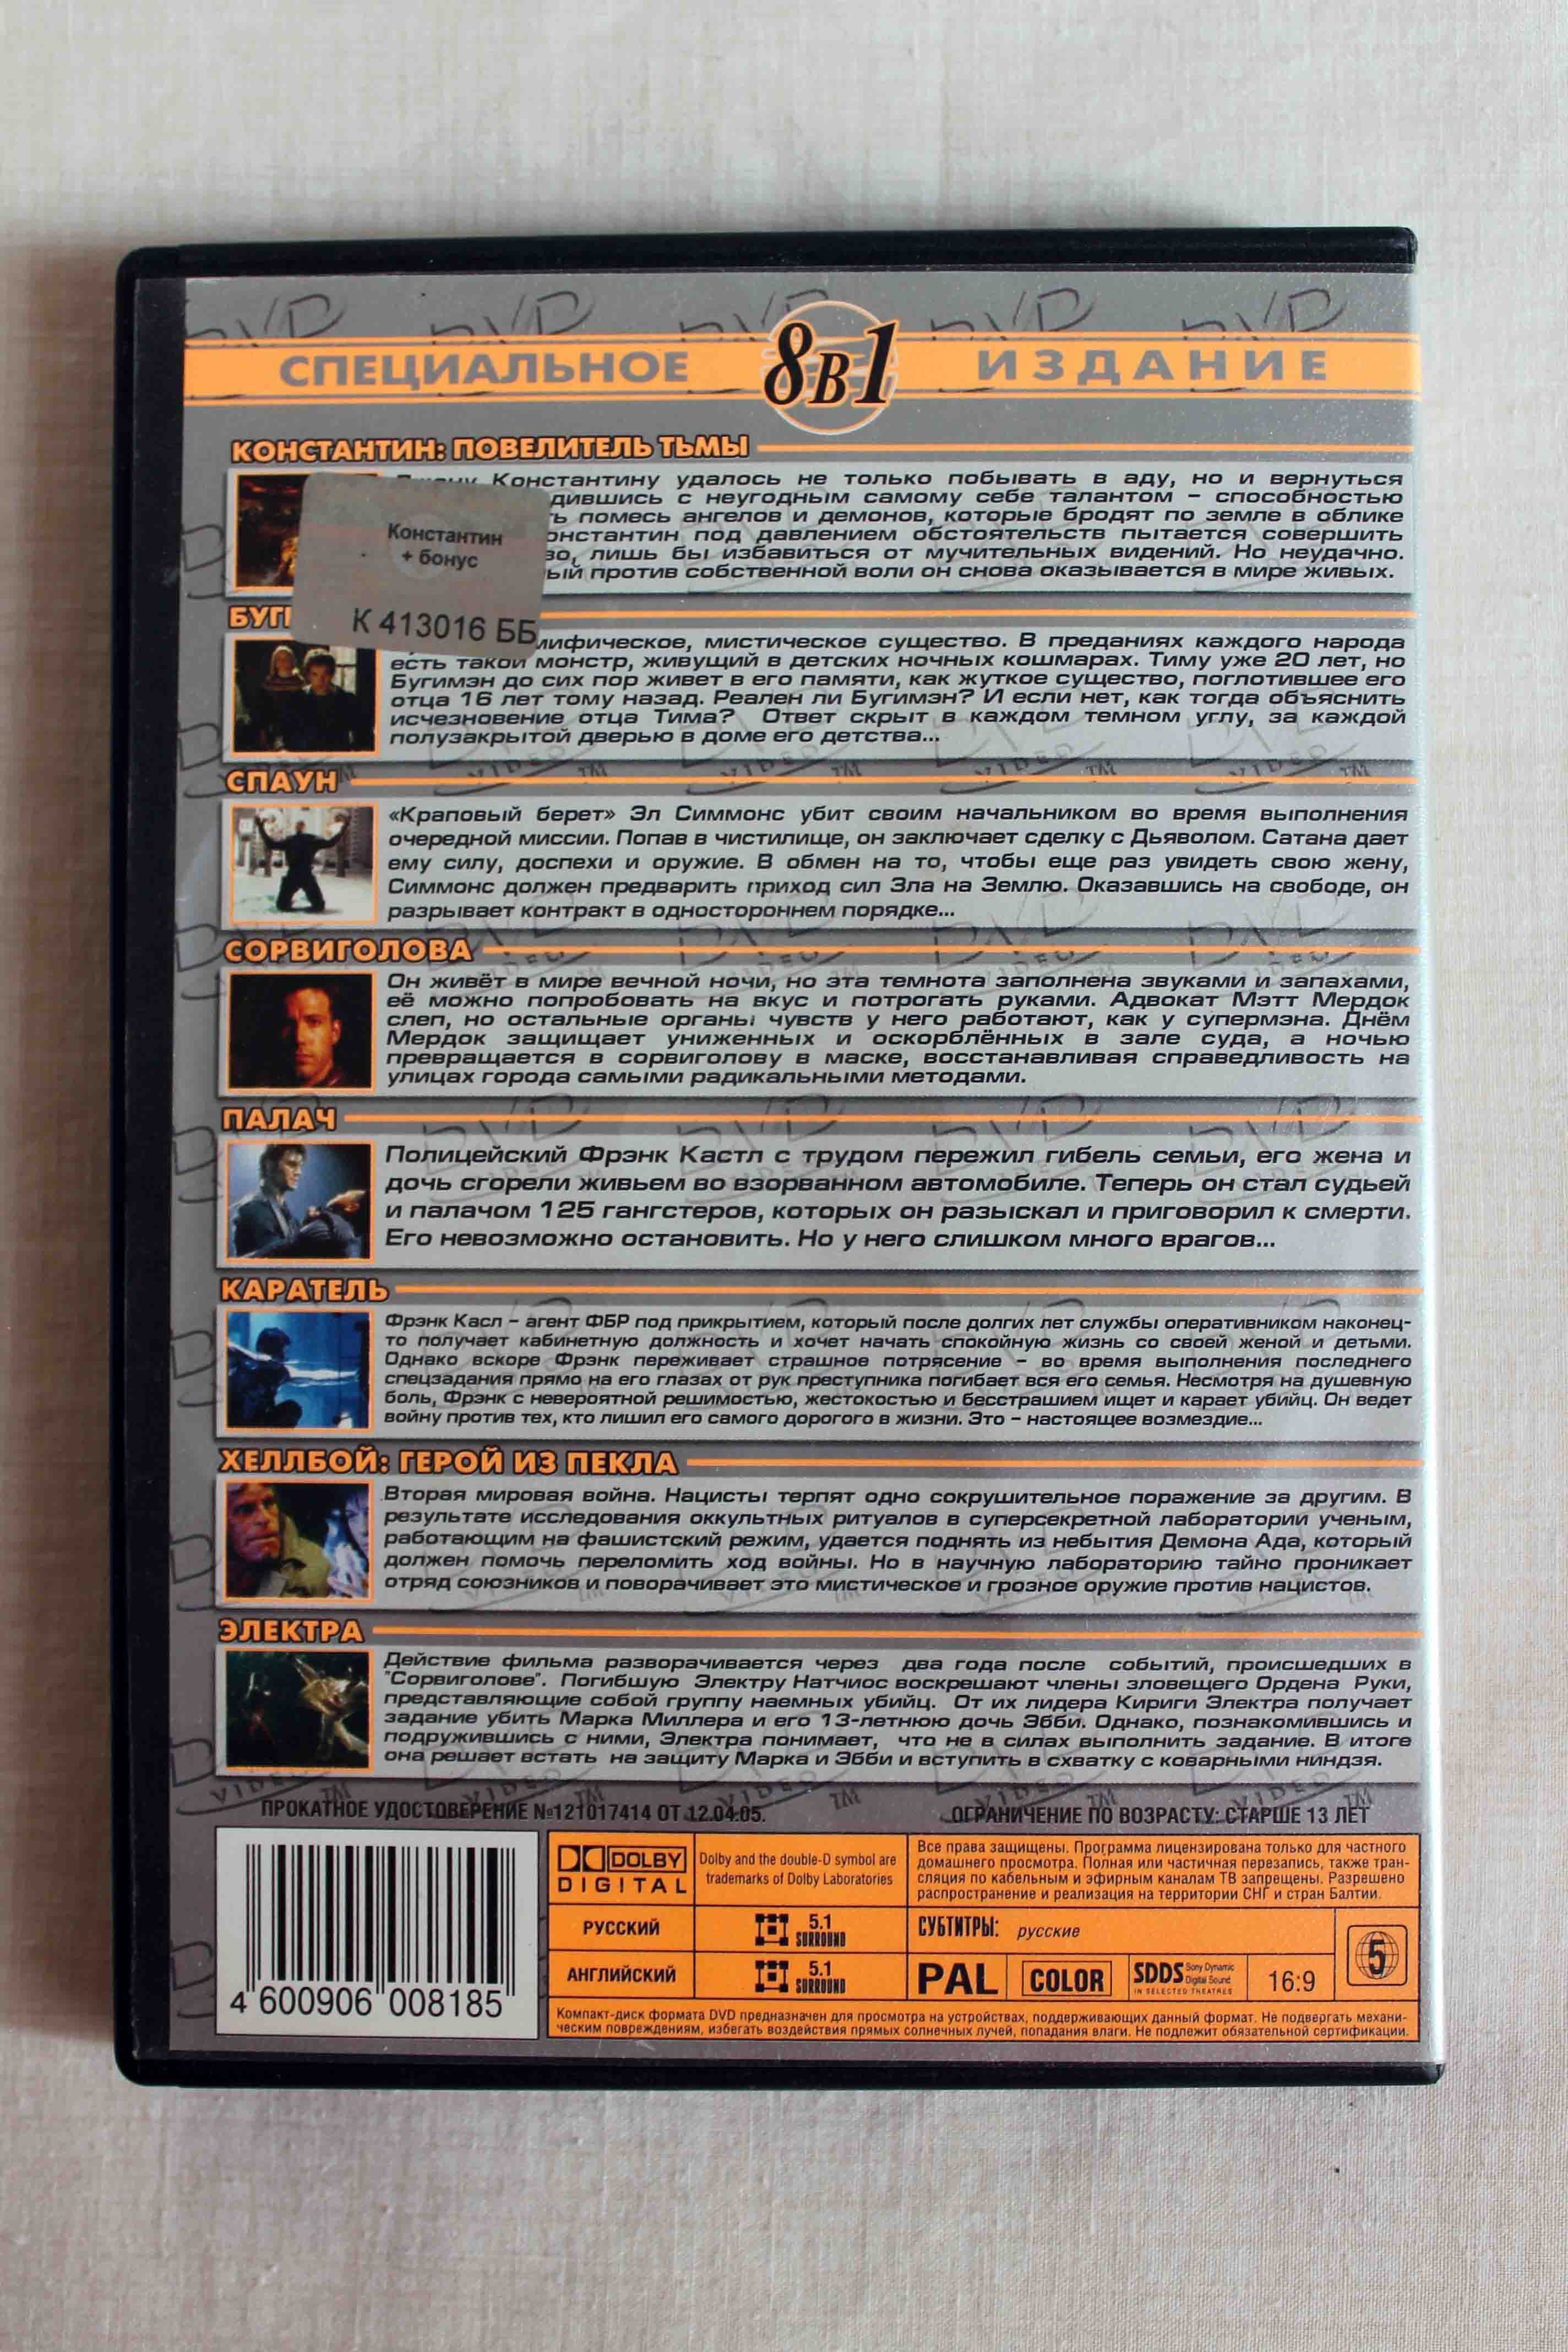 СПЕЦИАЛЬНОЕ 8в1 ИЗДАНИЕ
КОНСТАНТИН: ПОВЕЛИТЕЛЬ ТЬМЫ
Константину удалось не только побывать в аду, но и вернуться
с неугодным самому себе талантом – способностью
помесь ангелов и демонов, которые бродят по земле в облике
под давлением обстоятельств пытается совершить
лишь бы избавиться от мучительных видений. Но неудачно.
против собственной воли он снова оказывается в мире живых.
Константин
+ бонус
К 413016 ББ
мифическое, мистическое существо. В преданиях каждого народа
есть такой монстр, живущий в детских ночных кошмарах. Тиму уже 20 лет, но
Бугимэн до сих пор живет в его памяти, как жуткое существо, поглотившее его
отца 16 лет тому назад. Реален ли Бугимэн? И если нет, как тогда объяснить
исчезновение отца Тима? Ответ скрыт в каждом темном углу, за каждой
полузакрытой дверью в доме его детства...
СПАУН
«Краповый берет» Эл Симмонс убит своим начальником во время выполнения
очередной миссии. Попав в чистилище, он заключает сделку с Дьяволом. Сатана дает
ему силу, доспехи и оружие. В обмен на то, чтобы еще раз увидеть свою жену,
Симмонс должен предварить приход сил Зла на Землю. Оказавшись на свободе, он
разрывает контракт в одностороннем порядке...
СОРВИГОЛОВА
Он живёт в мире вечной ночи, но эта темнота заполнена звуками и запахами,
её можно попробовать на вкус и потрогать руками. Адвокат Мэтт Мердок
слеп, но остальные органы чувств у него работают, как у супермэна. Днём
Мердок защищает униженных и оскорблённых в зале суда, а ночью
превращается в сорвиголову в маске, восстанавливая справедливость на
улицах города самыми радикальными методами.
ПАЛАЧ
Полицейский Фрэнк Кастл с трудом пережил гибель семьи, его жена и
дочь сгорели живьем во взорванном автомобиле. Теперь он стал судьей
и палачом 125 гангстеров, которых он разыскал и приговорил к смерти.
Его невозможно остановить. Но у него слишком много врагов...
КАРАТЕЛЬ
Фрэнк Касл – агент ФБР под прикрытием, который после долгих лет службы оперативником наконец-
то получает кабинетную должность и хочет начать спокойную жизнь со своей женой и детьми.
Однако вскоре Фрэнк переживает страшное потрясение – во время выполнения последнего
спецзадания прямо на его глазах от рук преступника погибает вся его семья. Несмотря на душевную
боль, Фрэнк с невероятной решимостью, жестокостью и бесстрашием ищет и карает убийц. Он ведет
войну против тех, кто лишил его самого дорогого в жизни. Это – настоящее возмездие...
ХЕЛЛБОЙ: ГЕРОЙ ИЗ ПЕКЛА
Вторая мировая война. Нацисты терпят одно сокрушительное поражение за другим. В
результате исследования оккультных ритуалов в суперсекретной лаборатории ученым,
работающим на фашистский режим, удается поднять из небытия Демона Ада, который
должен помочь переломить ход войны. Но в научную лабораторию тайно проникает
отряд союзников и поворачивает это мистическое и грозное оружие против нацистов.
ЭЛЕКТРА
Действие фильма разворачивается через два года после событий, происшедших в
"Сорвиголове". Погибшую Электру Натчиос воскрешают члены зловещего Ордена Руки,
представляющие собой группу наемных убийц. От их лидера Кириги Электра получает
задание убить Марка Миллера и его 13-летнюю дочь Эбби. Однако, познакомившись и
подружившись с ними, Электра понимает, что не в силах выполнить задание. В итоге
она решает встать на защиту Марка и Эбби и вступить в схватку с коварными ниндзя.
ПРОКАТНОЕ УДОСТОВЕРЕНИЕ №121017414 ОТ 12.04.05.
ОГРАНИЧЕНИЕ ПО ВОЗРАСТУ: СТАРШЕ 13 ЛЕТ
4 600906 008185
DOLBY
DIGITAL
Dolby and the double-D symbol are
trademarks of Dolby Laboratories
Все права защищены. Программа лицензирована только для частного
домашнего просмотра. Полная или частичная перезапись, также тран-
сляция по кабельным и эфирным каналам ТВ запрещены. Разрешено
распространение и реализация на территории СНГ и стран Балтии.
РУССКИЙ
5.1
SURROUND
СУБТИТРЫ: русские
5
АНГЛИЙСКИЙ
5.1
SURROUND
PAL
COLOR
SDDS Sony Dynamic
Digital Sound
IN SELECTED THEATRES
16:9
Компакт-диск формата DVD предназначен для просмотра на устройствах, поддерживающих данный формат. Не подвергать механи-
ческим повреждениям, избегать воздействия прямых солнечных лучей, попадания влаги. Не подлежит обязательной сертификации.